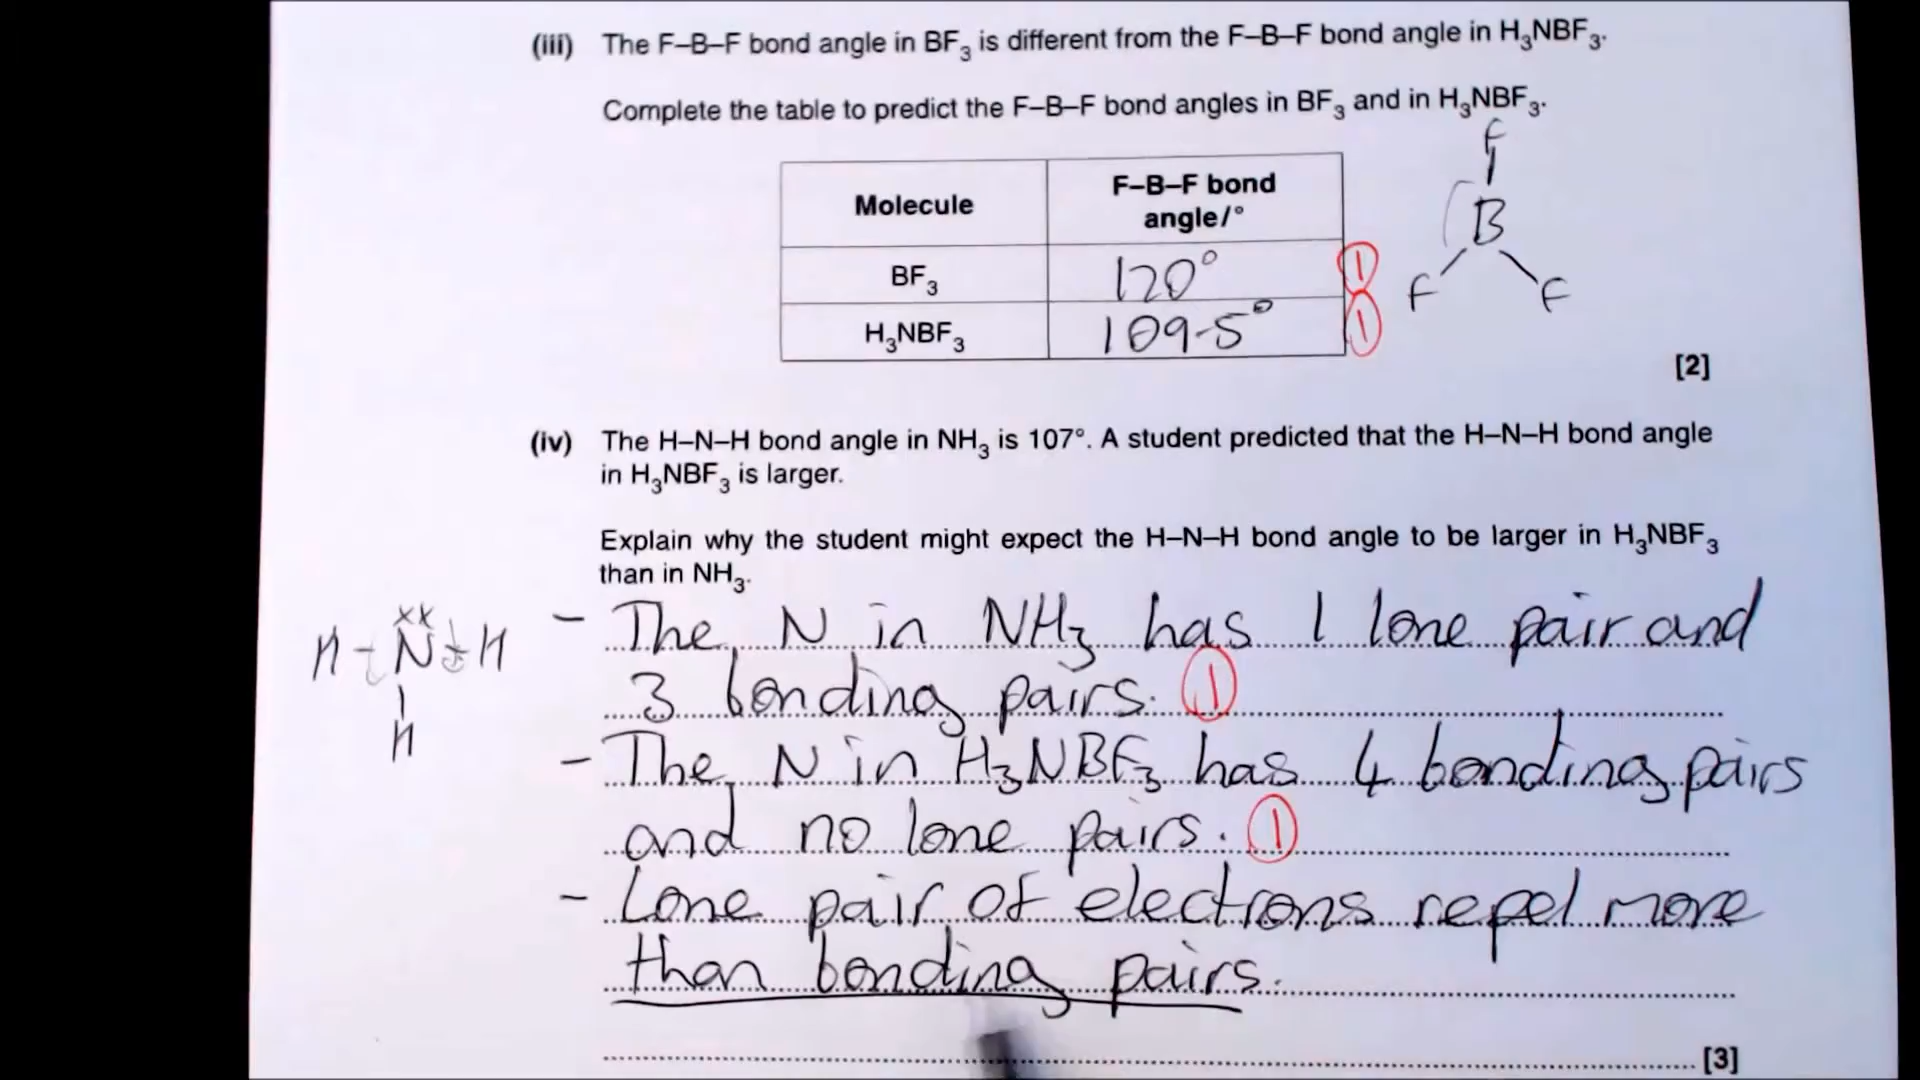 (iii) The F–B–F bond angle in BF₃ is different from the F–B–F bond angle in H₃NBF₃.
Complete the table to predict the F–B–F bond angles in BF₃ and in H₃NBF₃.
F
B
F F
Molecule F–B–F bond angle/°
BF₃ 120° 1
H₃NBF₃ 109.5° 1
[2]
(iv) The H–N–H bond angle in NH₃ is 107°. A student predicted that the H–N–H bond angle
in H₃NBF₃ is larger.
Explain why the student might expect the H–N–H bond angle to be larger in H₃NBF₃
than in NH₃.
xx
H - N - H
H
– The N in NH₃ has 1 lone pair and
3 bonding pairs. 1
– The N in H₃NBF₃ has 4 bonding pairs
and no lone pairs. 1
– Lone pair of electrons repel more
than bonding pairs.
[3]